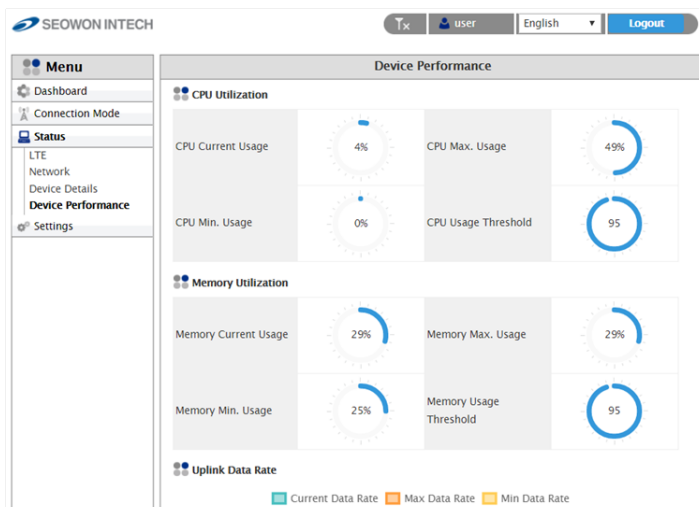 SEOWON INTECH
user
English
Logout
Menu
Dashboard
Connection Mode
Status
LTE
Network
Device Details
Device Performance
Settings
Device Performance
CPU Utilization
CPU Current Usage
4%
CPU Max. Usage
49%
CPU Min. Usage
0%
CPU Usage Threshold
95
Memory Utilization
Memory Current Usage
29%
Memory Max. Usage
29%
Memory Min. Usage
25%
Memory Usage
Threshold
95
Uplink Data Rate
Current Data Rate
Max Data Rate
Min Data Rate